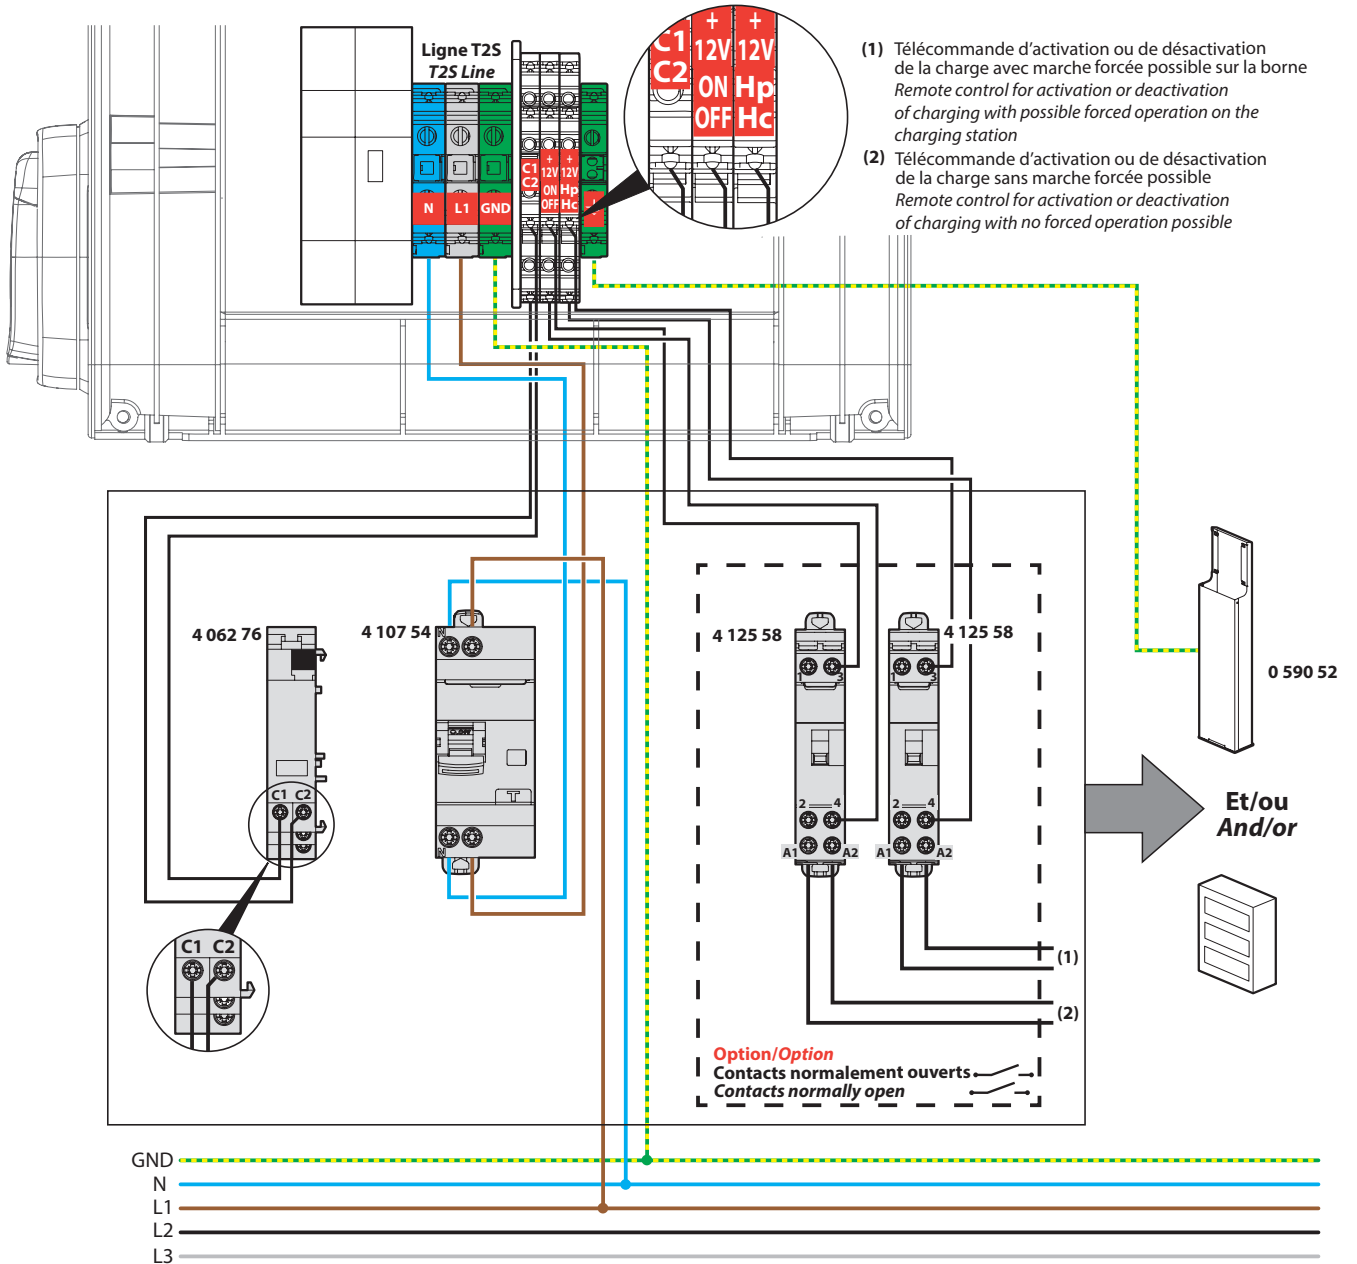 Ligne T2S
T2S Line
N
L1
GND
C1
C2
+
12V
ON
OFF
+
12V
Hp
Hc
C1
C2
+
12V
ON
OFF
+
12V
Hp
Hc
(1) Télécommande d'activation ou de désactivation
de la charge avec marche forcée possible sur la borne
Remote control for activation or deactivation
of charging with possible forced operation on the
charging station
(2) Télécommande d'activation ou de désactivation
de la charge sans marche forcée possible
Remote control for activation or deactivation
of charging with no forced operation possible
4 062 76
C1 C2
C1 C2
4 107 54
N
N
T
4 125 58
1 3
2 4
A1 A2
4 125 58
1 3
2 4
A1 A2
(1)
(2)
Option/Option
Contacts normalement ouverts
Contacts normally open
0 590 52
Et/ou
And/or
GND
N
L1
L2
L3